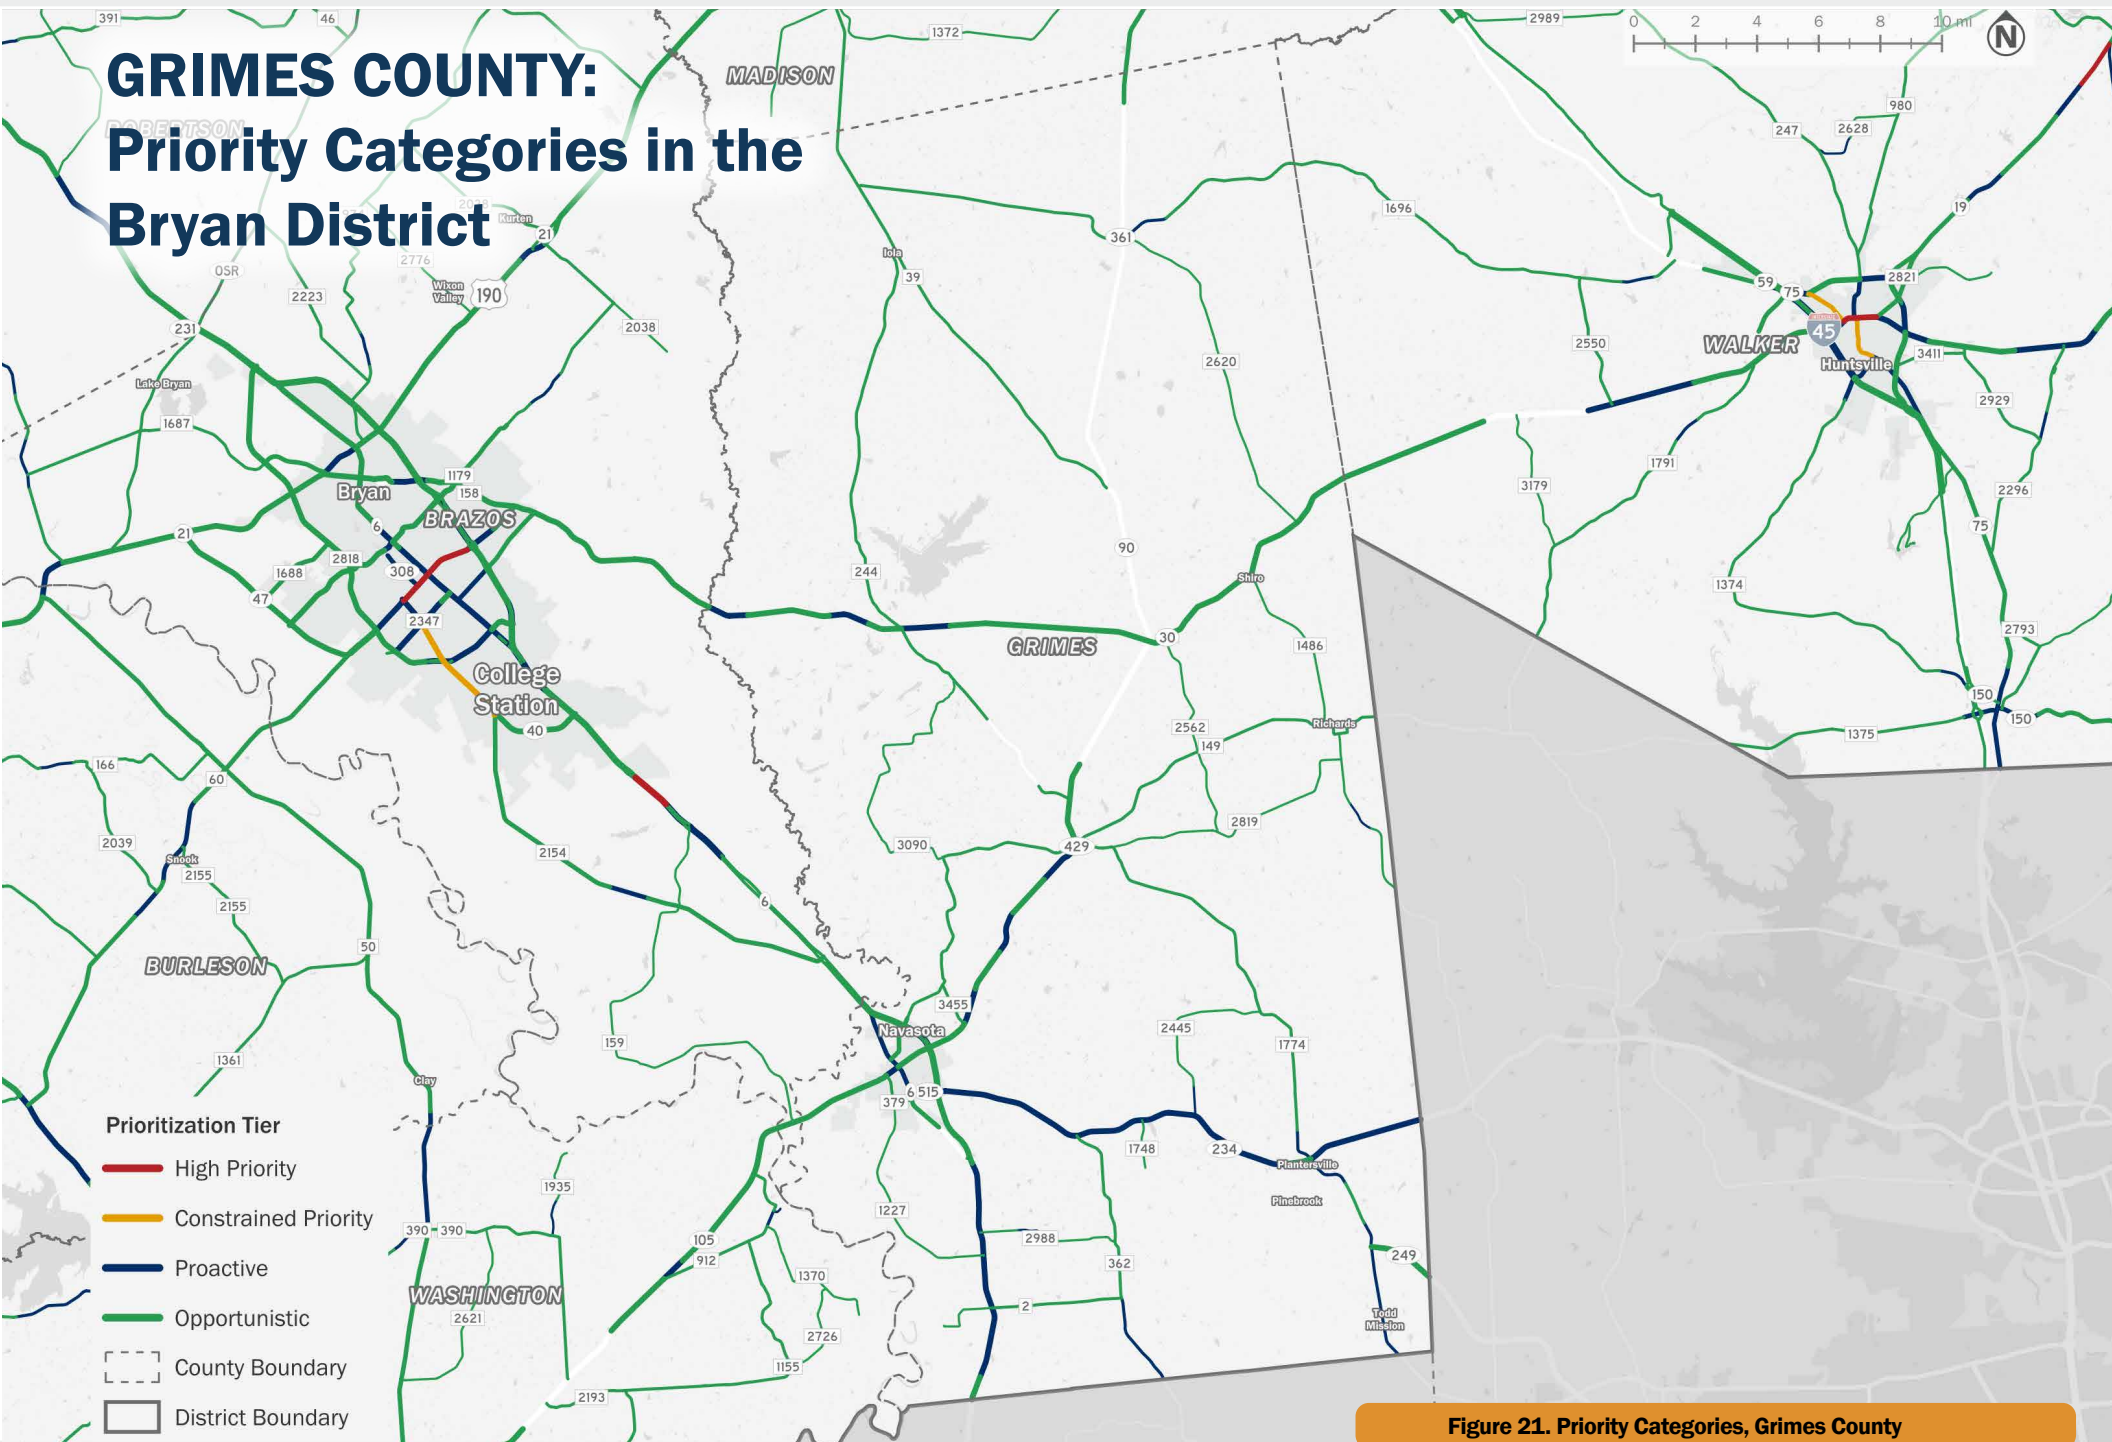 GRIMES COUNTY:
Priority Categories in the
Bryan District
391
46
1372
2989
0 2 4 6 8 10 mi
N
MADISON
ROBERTSON
980
247
2628
2038
Kurten
21
1696
19
361
2776
OSR
Iola
39
Wixon
Valley
190
2223
59
75
2821
231
2038
45
WALKER
2550
3411
Huntsville
2620
Lake Bryan
1687
2929
1179
158
Bryan
BRAZOS
1791
3179
2296
6
21
75
90
2818
308
1688
244
Shiro
1374
47
2347
30
GRIMES
1486
2793
College
Station
40
150
150
2562
149
Richards
1375
166
60
2819
2039
3090
429
2154
Snook
2155
2155
6
50
BURLESON
3455
Navasota
2445
159
1774
1361
Clay
6 515
379
Prioritization Tier
High Priority
Constrained Priority
Proactive
Opportunistic
County Boundary
District Boundary
1748
234
Plantersville
1935
Pinebrook
1227
390
390
105
2988
912
362
249
1370
WASHINGTON
2
2621
Todd
Mission
2726
1155
2193
Figure 21. Priority Categories, Grimes County